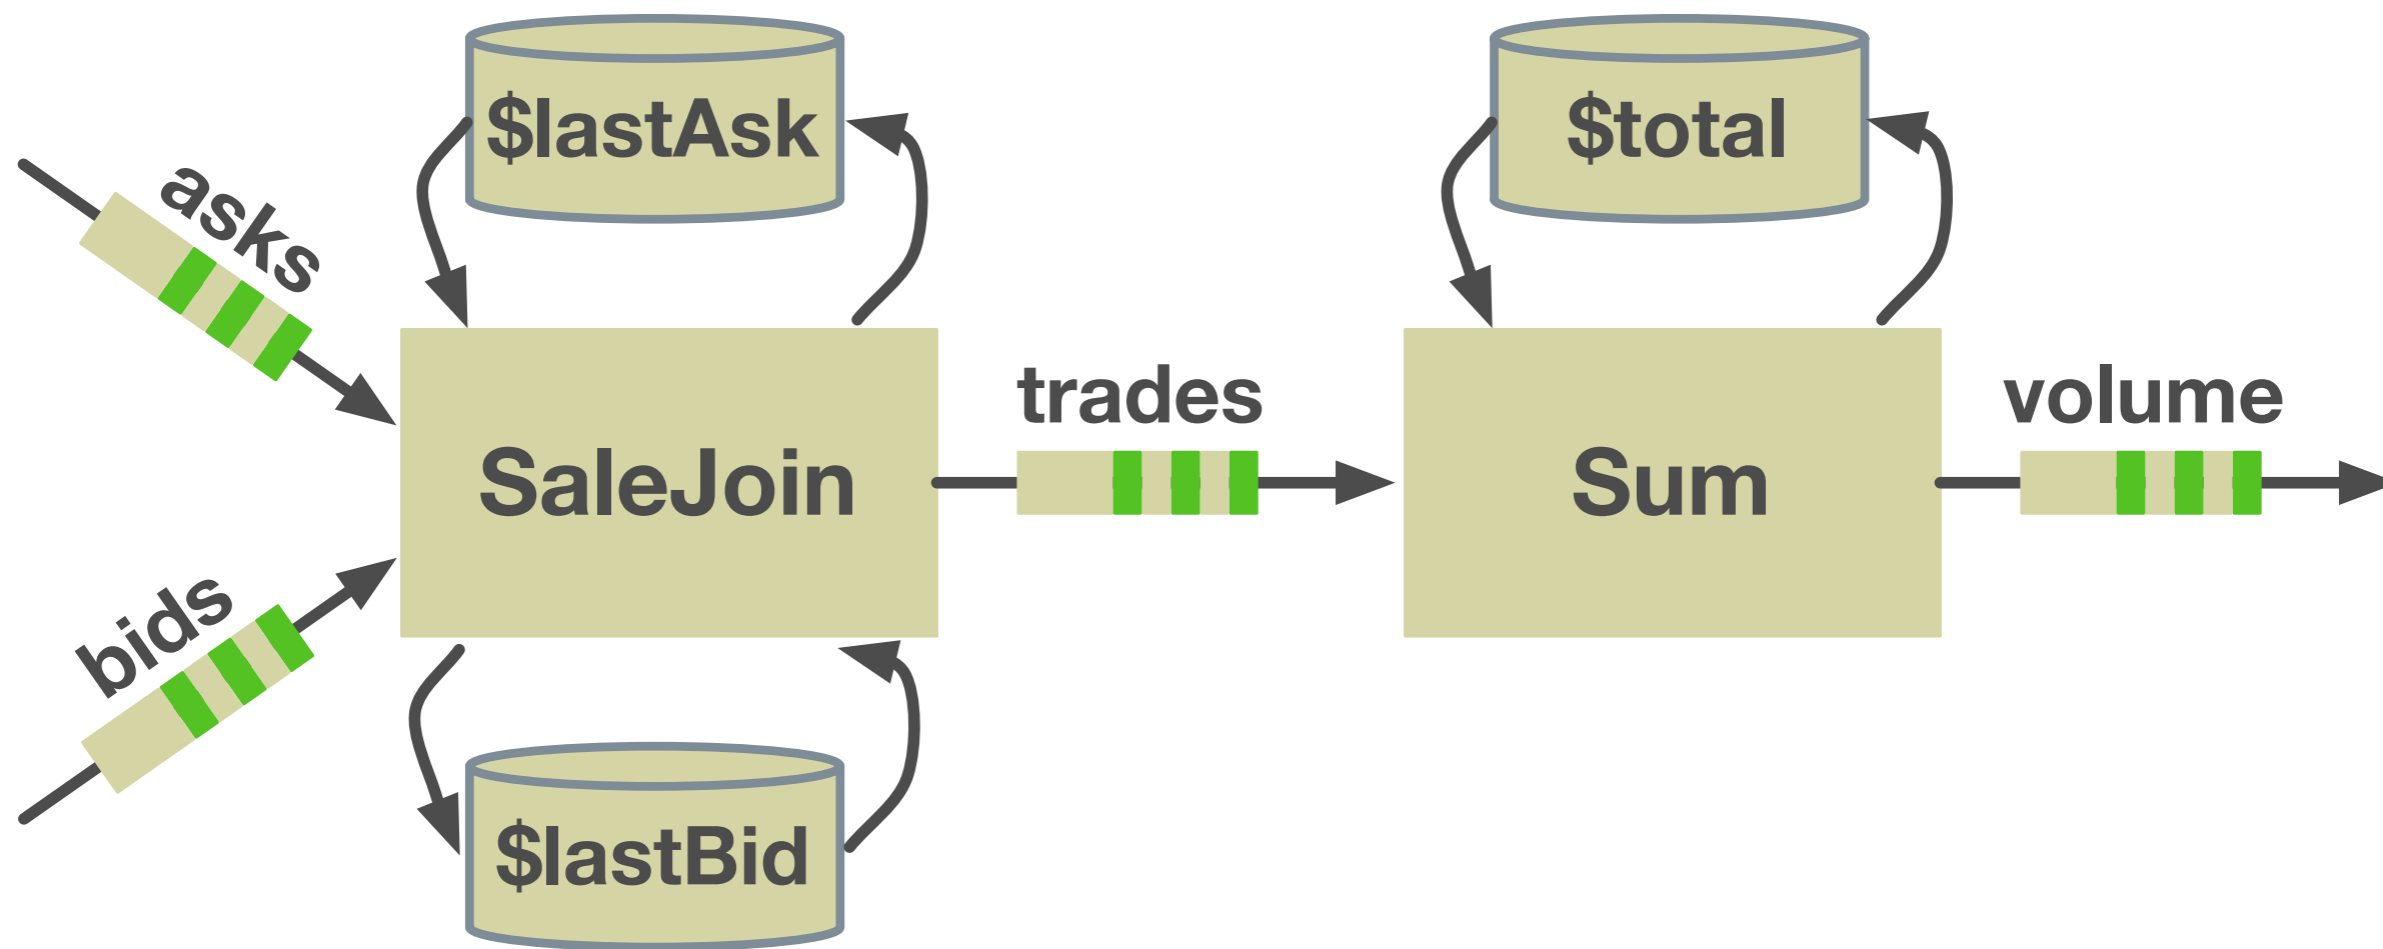 $lastAsk
$total
asks
trades
volume
SaleJoin
Sum
bids
$lastBid